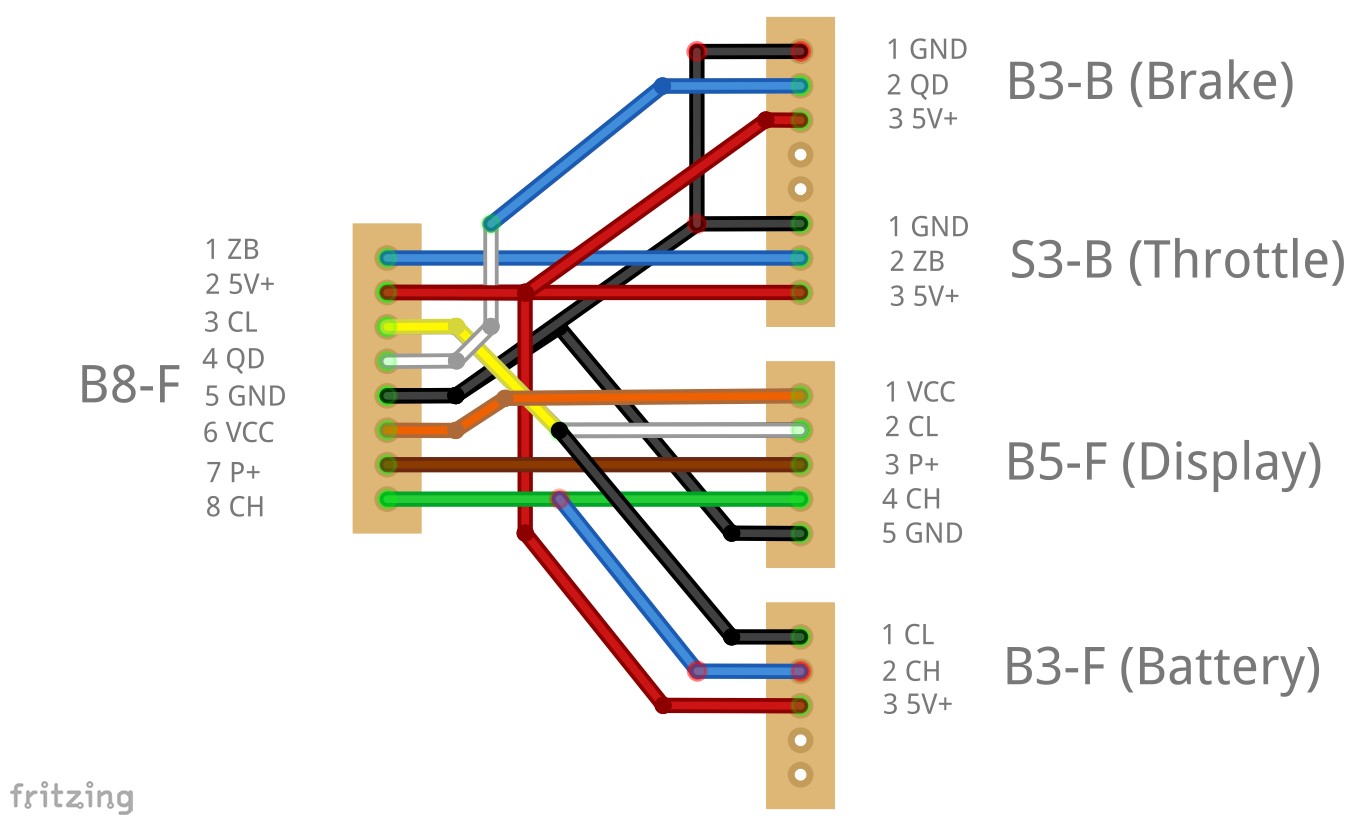 B8-F
1 ZB
2 5V+
3 CL
4 QD
5 GND
6 VCC
7 P+
8 CH
B3-B (Brake)
1 GND
2 QD
3 5V+
S3-B (Throttle)
1 GND
2 ZB
3 5V+
B5-F (Display)
1 VCC
2 CL
3 P+
4 CH
5 GND
B3-F (Battery)
1 CL
2 CH
3 5V+
fritzing